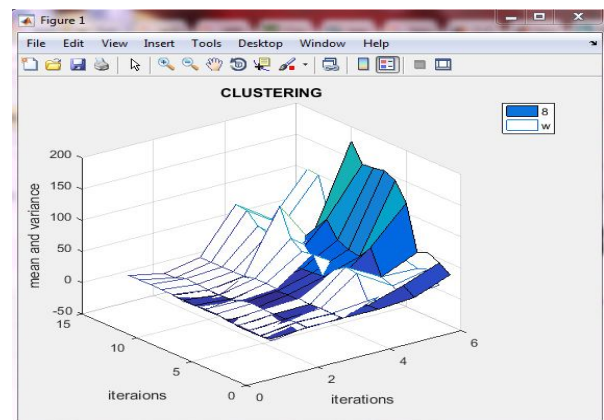 Figure 1
File Edit View Insert Tools Desktop Window Help
CLUSTERING
8
w
mean and variance
200
150
100
50
0
-50
15
10
5
0
iteraions
0
2
4
6
iterations